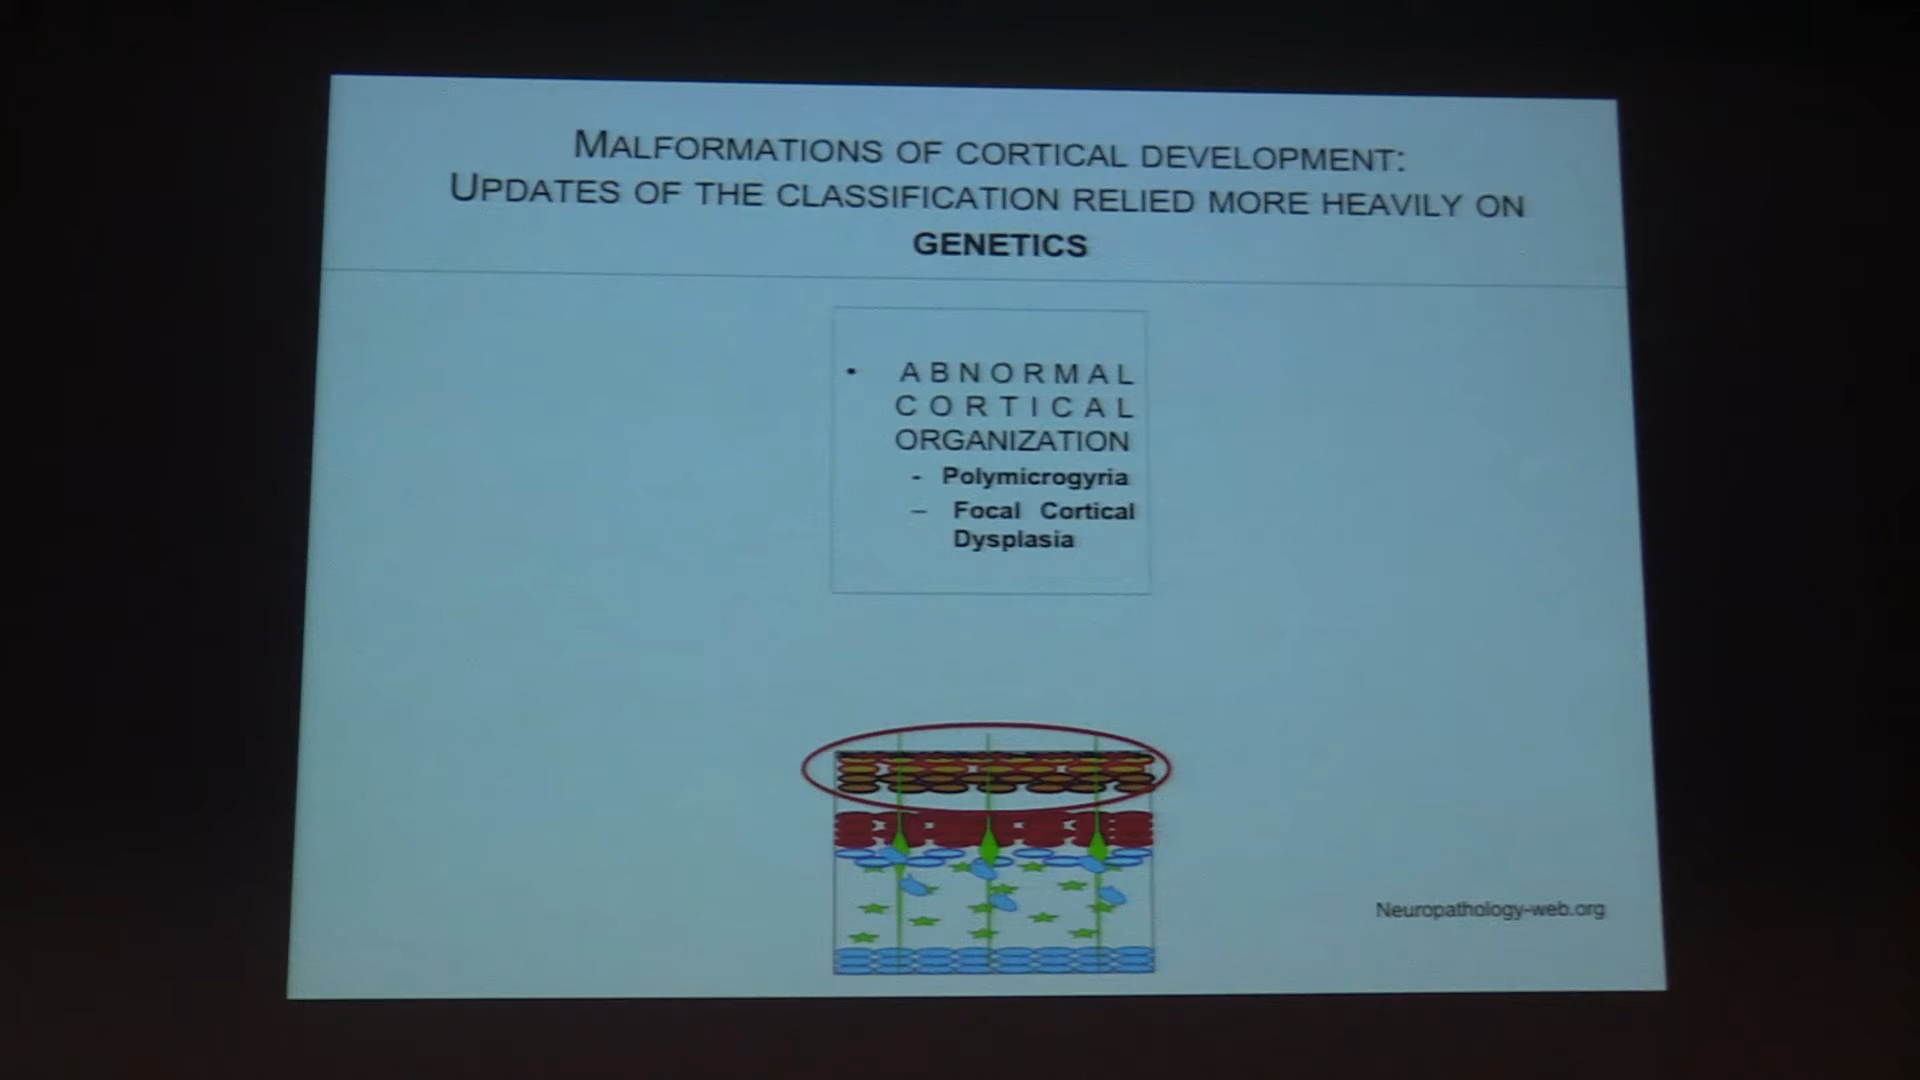 MALFORMATIONS OF CORTICAL DEVELOPMENT:
UPDATES OF THE CLASSIFICATION RELIED MORE HEAVILY ON
GENETICS
• ABNORMAL
CORTICAL
ORGANIZATION
- Polymicrogyria
– Focal Cortical
Dysplasia
Neuropathology-web.org